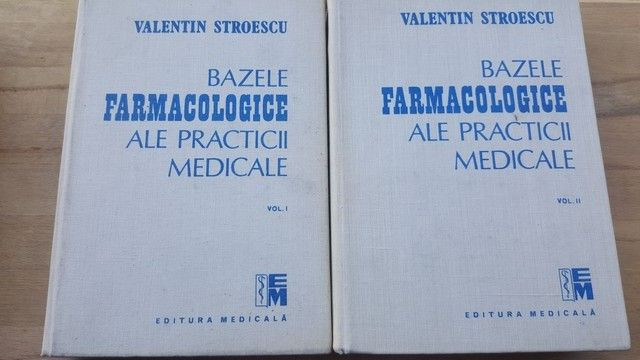 VALENTIN STROESCU
BAZELE
FARMACOLOGICE
ALE PRACTICII
MEDICALE
VOL. I
EM
EDITURA MEDICALĂ
VALENTIN STROESCU
BAZELE
FARMACOLOGICE
ALE PRACTICII
MEDICALE
VOL. II
EM
EDITURA MEDICALĂ